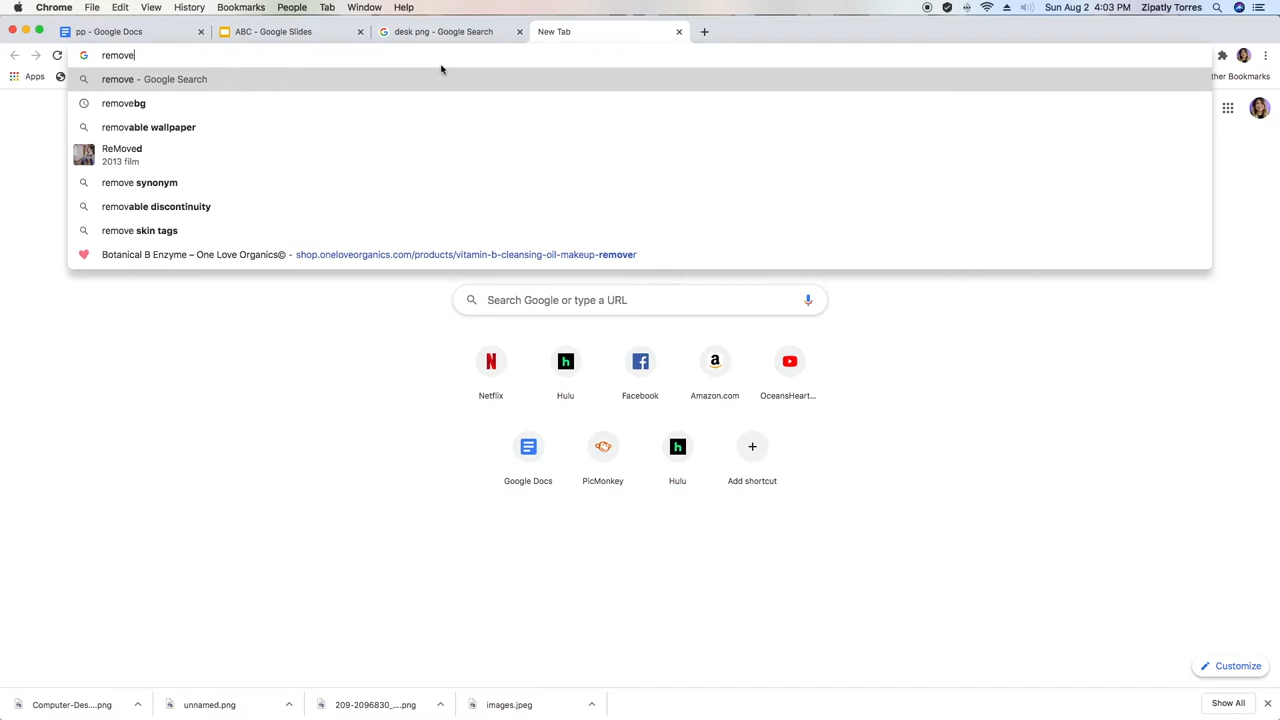 Chrome File Edit View History Bookmarks People Tab Window Help Sun Aug 2 4:03 PM Zipatly Torres
pp - Google Docs ABC - Google Slides desk png - Google Search New Tab
remove
Apps ther Bookmarks
remove - Google Search
removebg
removable wallpaper
ReMoved
2013 film
remove synonym
removable discontinuity
remove skin tags
Botanical B Enzyme – One Love Organics© - shop.oneloveorganics.com/products/vitamin-b-cleansing-oil-makeup-remover
Search Google or type a URL
Netflix Hulu Facebook Amazon.com OceansHeart...
Google Docs PicMonkey Hulu Add shortcut
Customize
Computer-Des....png unnamed.png 209-2096830_....png images.jpeg Show All